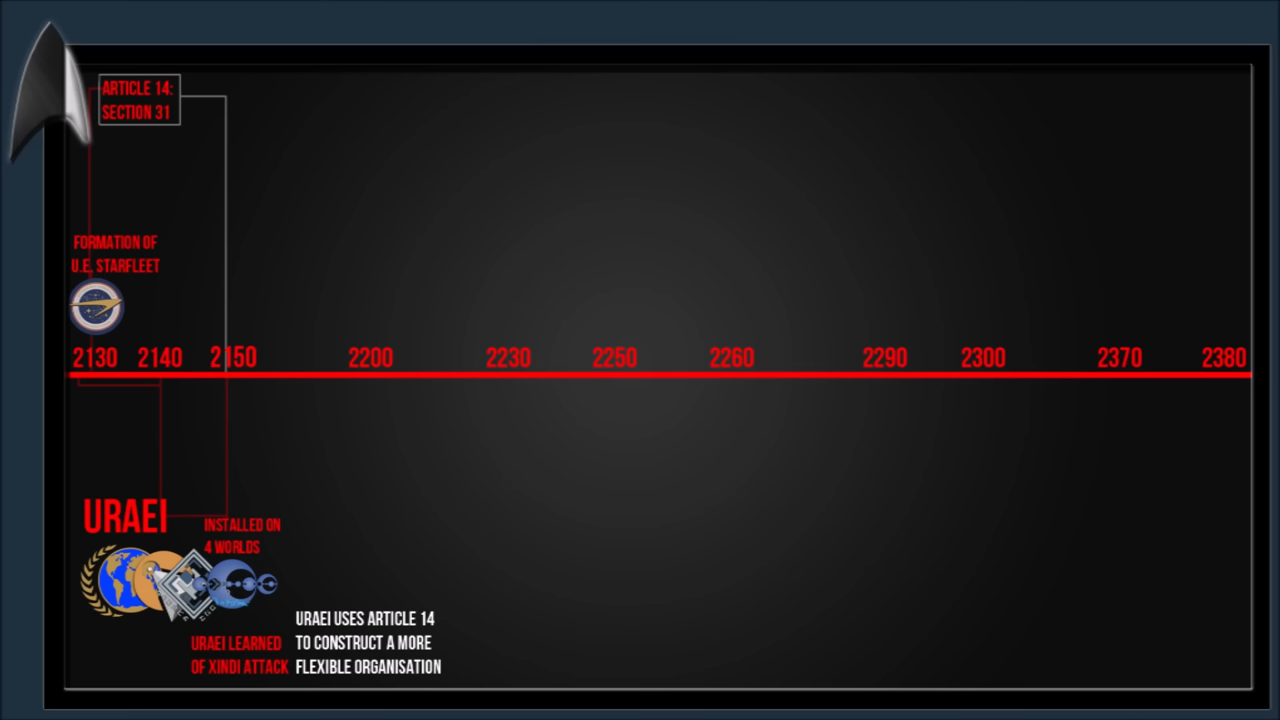 ARTICLE 14:
SECTION 31
FORMATION OF
U.E. STARFLEET
2130 2140 2150 2200 2230 2250 2260 2290 2300 2370 2380
URAEI
INSTALLED ON
4 WORLDS
URAEI LEARNED
OF XINDI ATTACK
URAEI USES ARTICLE 14
TO CONSTRUCT A MORE
FLEXIBLE ORGANISATION